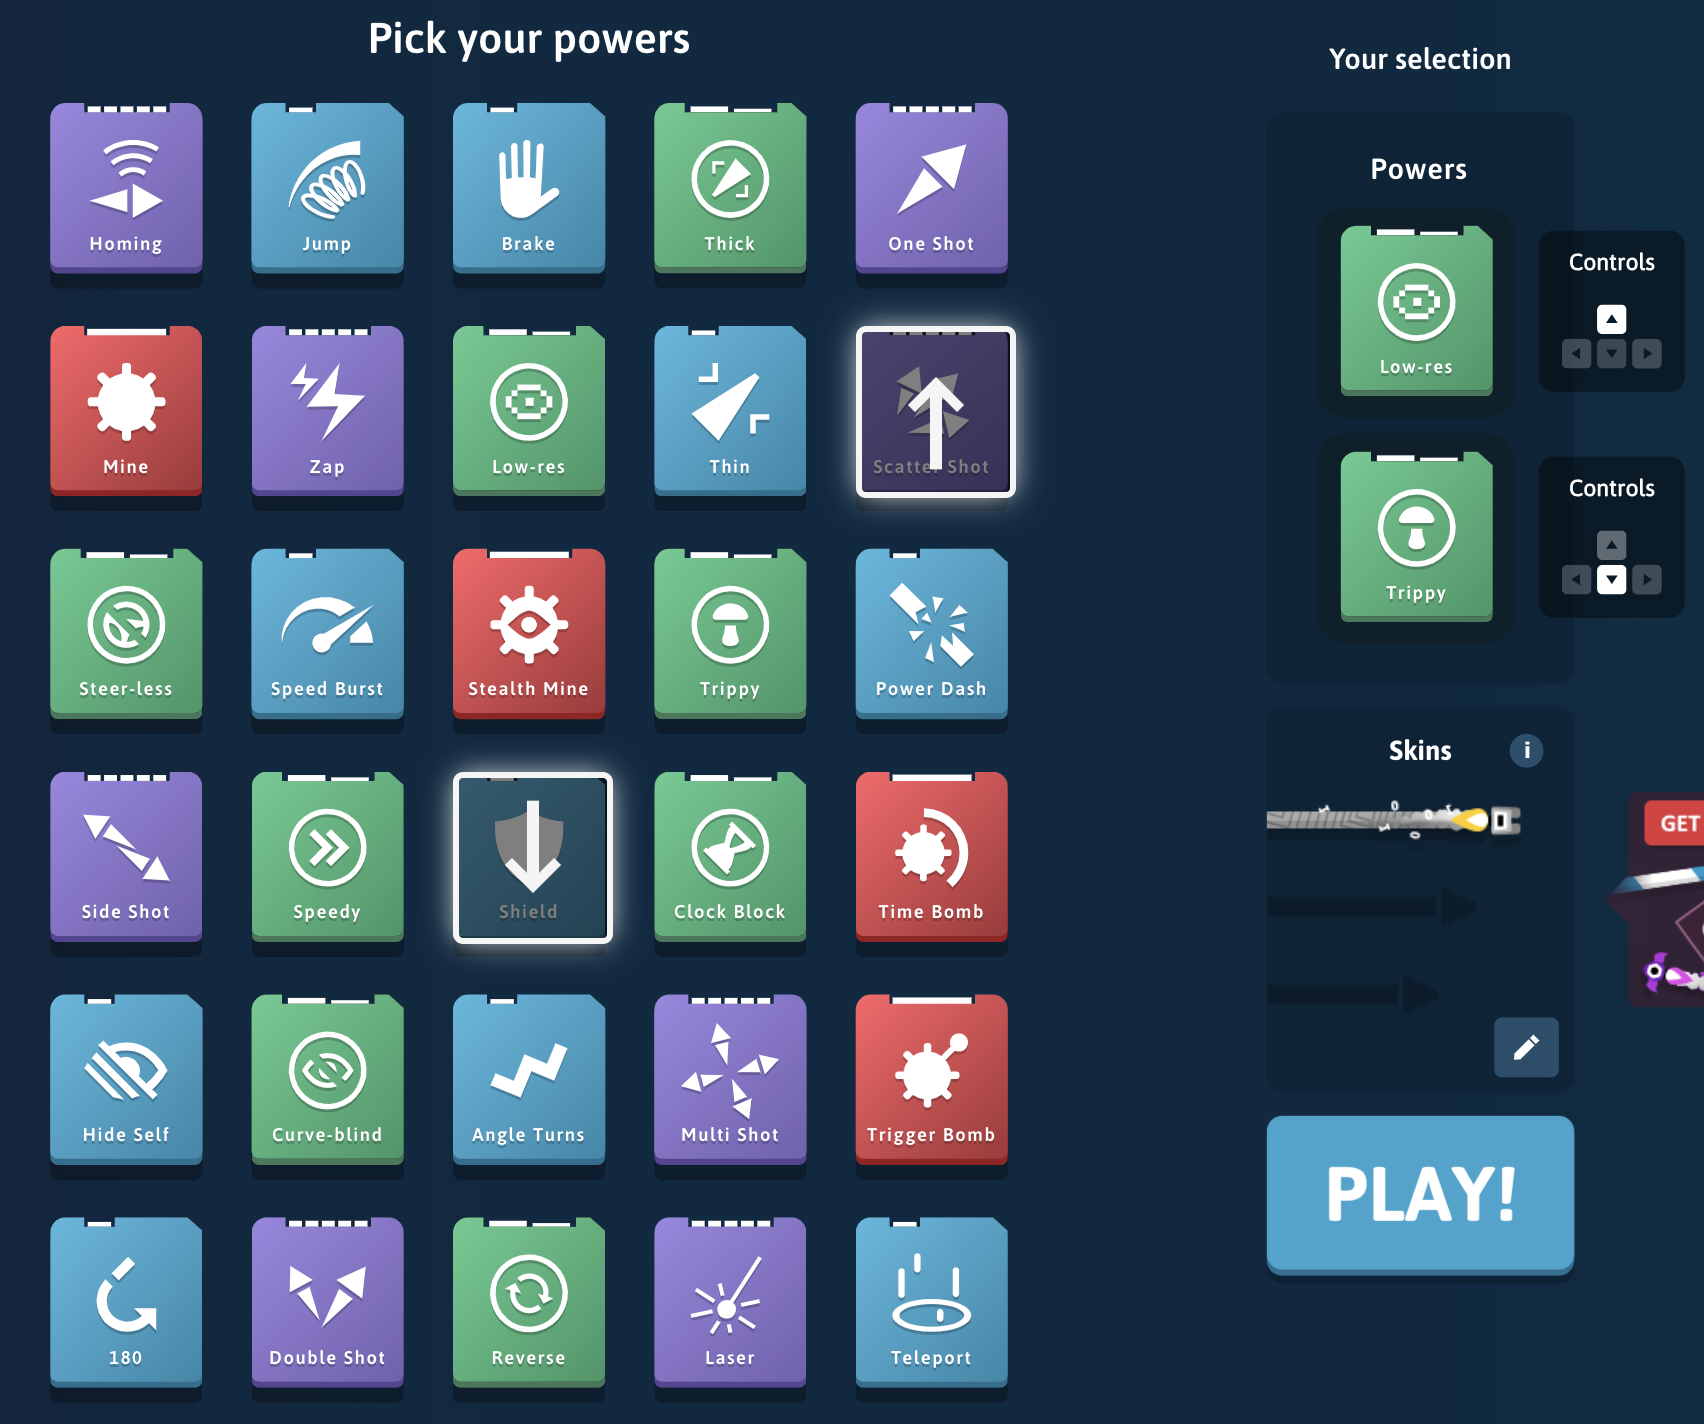 Pick your powers
Your selection
Homing
Jump
Brake
Thick
One Shot
Powers
Low-res
Controls
Mine
Zap
Low-res
Thin
Scatter Shot
Trippy
Controls
Steer-less
Speed Burst
Stealth Mine
Trippy
Power Dash
Skins
i
GET
Side Shot
Speedy
Shield
Clock Block
Time Bomb
Hide Self
Curve-blind
Angle Turns
Multi Shot
Trigger Bomb
PLAY!
180
Double Shot
Reverse
Laser
Teleport